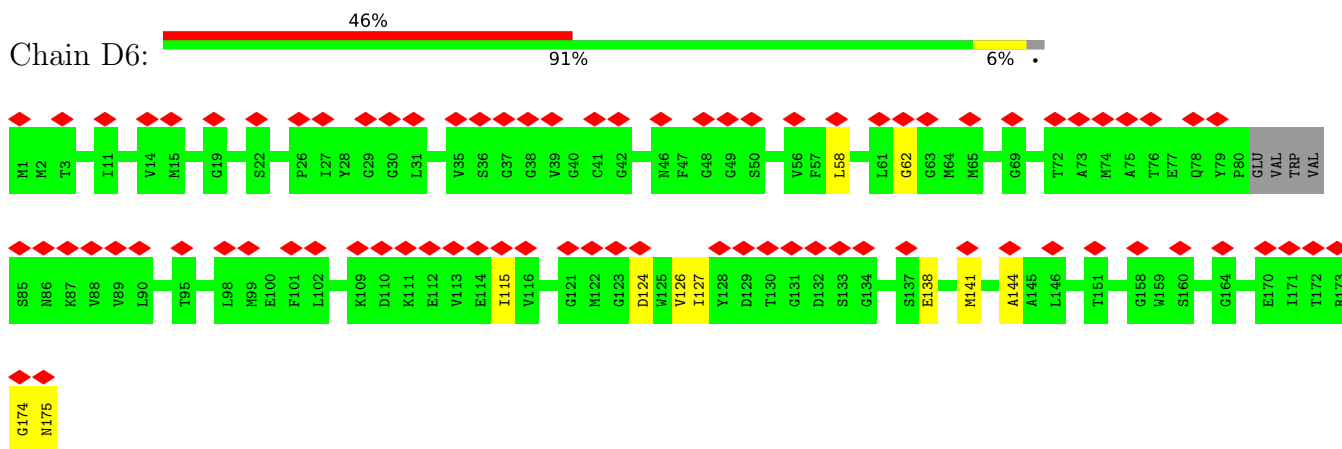 46%
Chain D6:
91% 6% •
M1 M2 T3 I11 V14 M15 G19 S22 P26 I27 Y28 G29 G30 L31 V35 S36 G37 G38 V39 G40 C41 G42 N46 F47 G48 G49 S50 V56 F57 L58 L61 G62 G63 M64 M65 G69 T72 A73 M74 A75 T76 E77 Q78 Y79 P80 GLU VAL TRP VAL
S85 N86 K87 V88 V89 L90 T95 L98 M99 E100 F101 L102 K109 D110 K111 E112 V113 E114 I115 V116 G121 M122 G123 D124 W125 V126 I127 Y128 D129 T130 G131 D132 S133 G134 S137 E138 M141 A144 A145 L146 T151 G158 W159 S160 G164 E170 I171 T172 R173
G174 N175